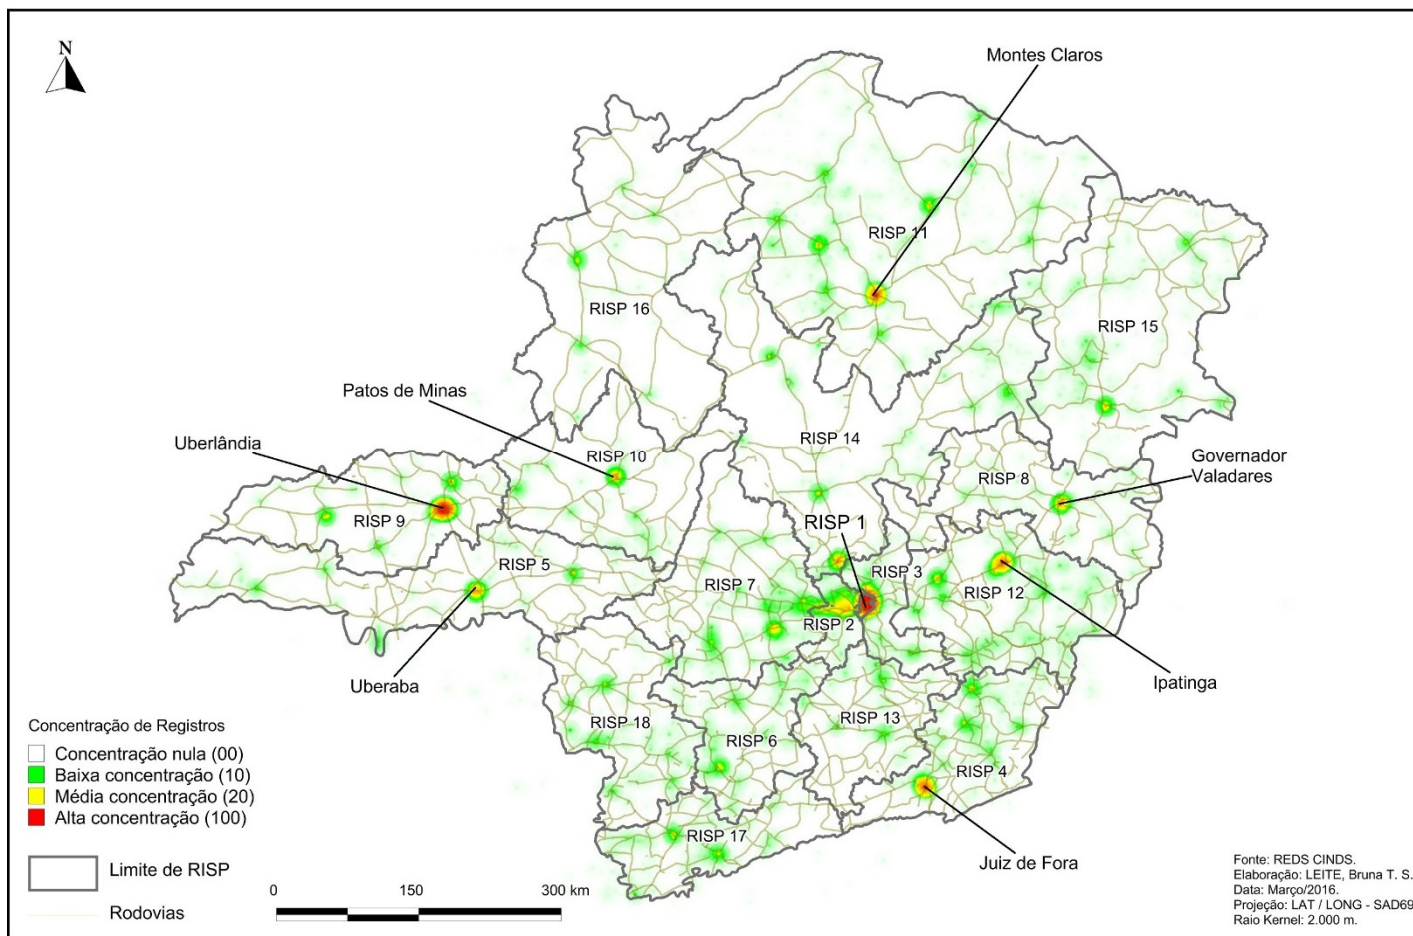 N
Montes Claros
RISP 11
RISP 16
RISP 15
Patos de Minas
Uberlândia
RISP 14
RISP 10
Governador
Valadares
RISP 8
RISP 9
RISP 1
RISP 5
RISP 7
RISP 3
RISP 12
RISP 2
Uberaba
Ipatinga
RISP 18
RISP 13
RISP 6
RISP 4
RISP 17
Juiz de Fora
Concentração de Registros
Concentração nula (00)
Baixa concentração (10)
Média concentração (20)
Alta concentração (100)
Limite de RISP
Rodovias
0 150 300 km
Fonte: REDS CINDS.
Elaboração: LEITE, Bruna T. S.
Data: Março/2016.
Projeção: LAT / LONG - SAD69
Raio Kernel: 2.000 m.